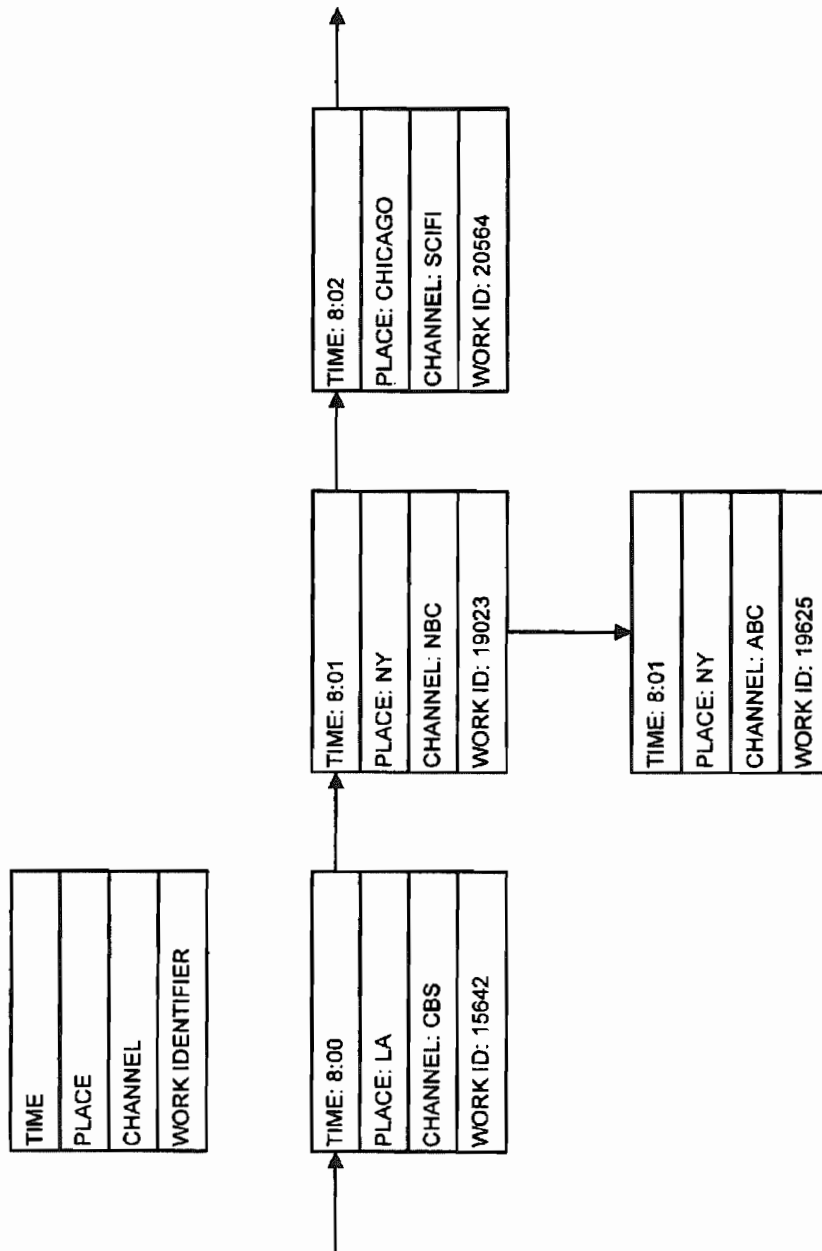 TIME
PLACE
CHANNEL
WORK IDENTIFIER
TIME: 8:00
PLACE: LA
CHANNEL: CBS
WORK ID: 15642
TIME: 8:01
PLACE: NY
CHANNEL: NBC
WORK ID: 19023
TIME: 8:02
PLACE: CHICAGO
CHANNEL: SCIFI
WORK ID: 20564
TIME: 8:01
PLACE: NY
CHANNEL: ABC
WORK ID: 19625